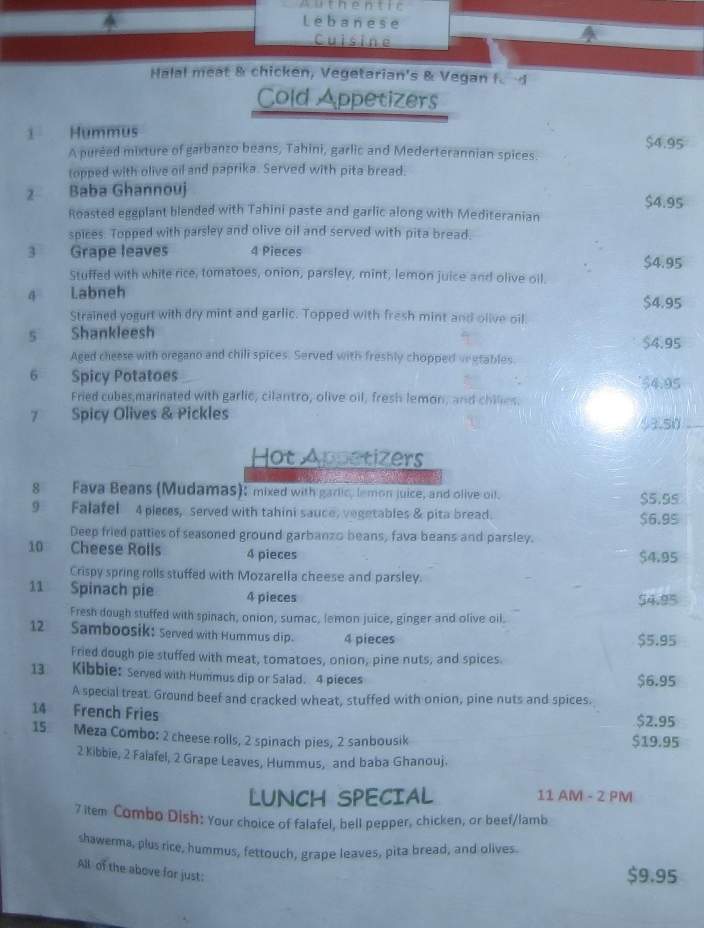 Authentic
Lebanese
Cuisine
Halal meat & chicken, Vegetarian's & Vegan
Cold Appetizers
1 Hummus $4.95
A puréed mixture of garbanzo beans, Tahini, garlic and Mederterannian spices.
topped with olive oil and paprika. Served with pita bread.
2 Baba Ghannouj $4.95
Roasted eggplant blended with Tahini paste and garlic along with Mediteranian
spices. Topped with parsley and olive oil and served with pita bread.
3 Grape leaves 4 Pieces $4.95
Stuffed with white rice, tomatoes, onion, parsley, mint, lemon juice and olive oil.
4 Labneh $4.95
Strained yogurt with dry mint and garlic. Topped with fresh mint and olive oil.
5 Shankleesh $4.95
Aged cheese with oregano and chili spices. Served with freshly chopped vegtables.
6 Spicy Potatoes $4.95
Fried cubes,marinated with garlic, cilantro, olive oil, fresh lemon, and chilies.
7 Spicy Olives & Pickles $3.50
Hot Appetizers
8 Fava Beans (Mudamas): mixed with garlic, lemon juice, and olive oil. $5.95
9 Falafel 4 pieces, Served with tahini sauce, vegetables & pita bread. $6.95
Deep fried patties of seasoned ground garbanzo beans, fava beans and parsley.
10 Cheese Rolls 4 pieces $4.95
Crispy spring rolls stuffed with Mozarella cheese and parsley.
11 Spinach pie 4 pieces $4.95
Fresh dough stuffed with spinach, onion, sumac, lemon juice, ginger and olive oil.
12 Samboosik: Served with Hummus dip. 4 pieces $5.95
Fried dough pie stuffed with meat, tomatoes, onion, pine nuts, and spices.
13 Kibbie: Served with Hummus dip or Salad. 4 pieces $6.95
A special treat. Ground beef and cracked wheat, stuffed with onion, pine nuts and spices.
14 French Fries $2.95
15 Meza Combo: 2 cheese rolls, 2 spinach pies, 2 sanbousik $19.95
2 Kibbie, 2 Falafel, 2 Grape Leaves, Hummus, and baba Ghanouj.
LUNCH SPECIAL 11 AM - 2 PM
7 item Combo Dish: Your choice of falafel, bell pepper, chicken, or beef/lamb
shawerma, plus rice, hummus, fettouch, grape leaves, pita bread, and olives.
All of the above for just: $9.95